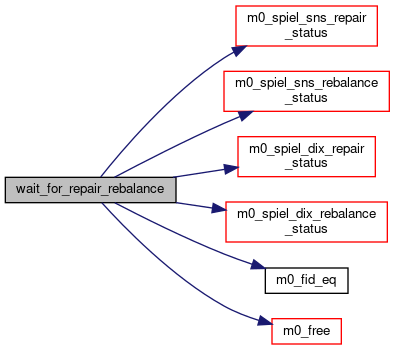 m0_spiel_sns_repair
_status
m0_spiel_sns_rebalance
_status
m0_spiel_dix_repair
_status
wait_for_repair_rebalance
m0_spiel_dix_rebalance
_status
m0_fid_eq
m0_free